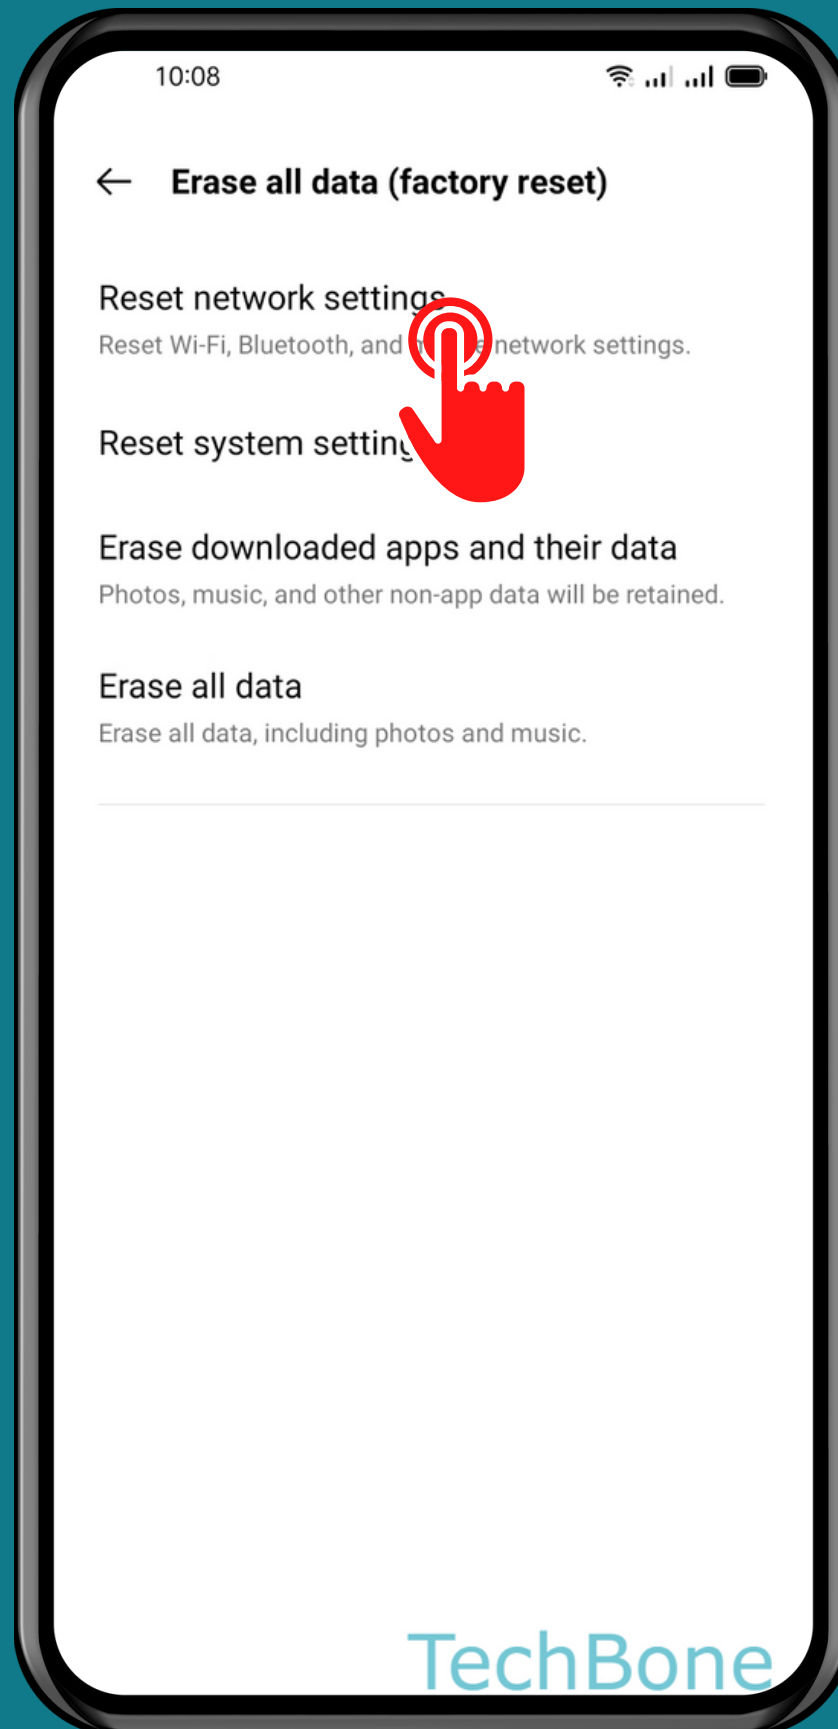 10:08
Erase all data (factory reset)
Reset network settings
Reset Wi-Fi, Bluetooth, and network settings.
Reset system
Erase downloaded apps and their data
Photos, music, and other non-app data will be retained.
Erase all data
Erase all data, including photos and music.
TechBone